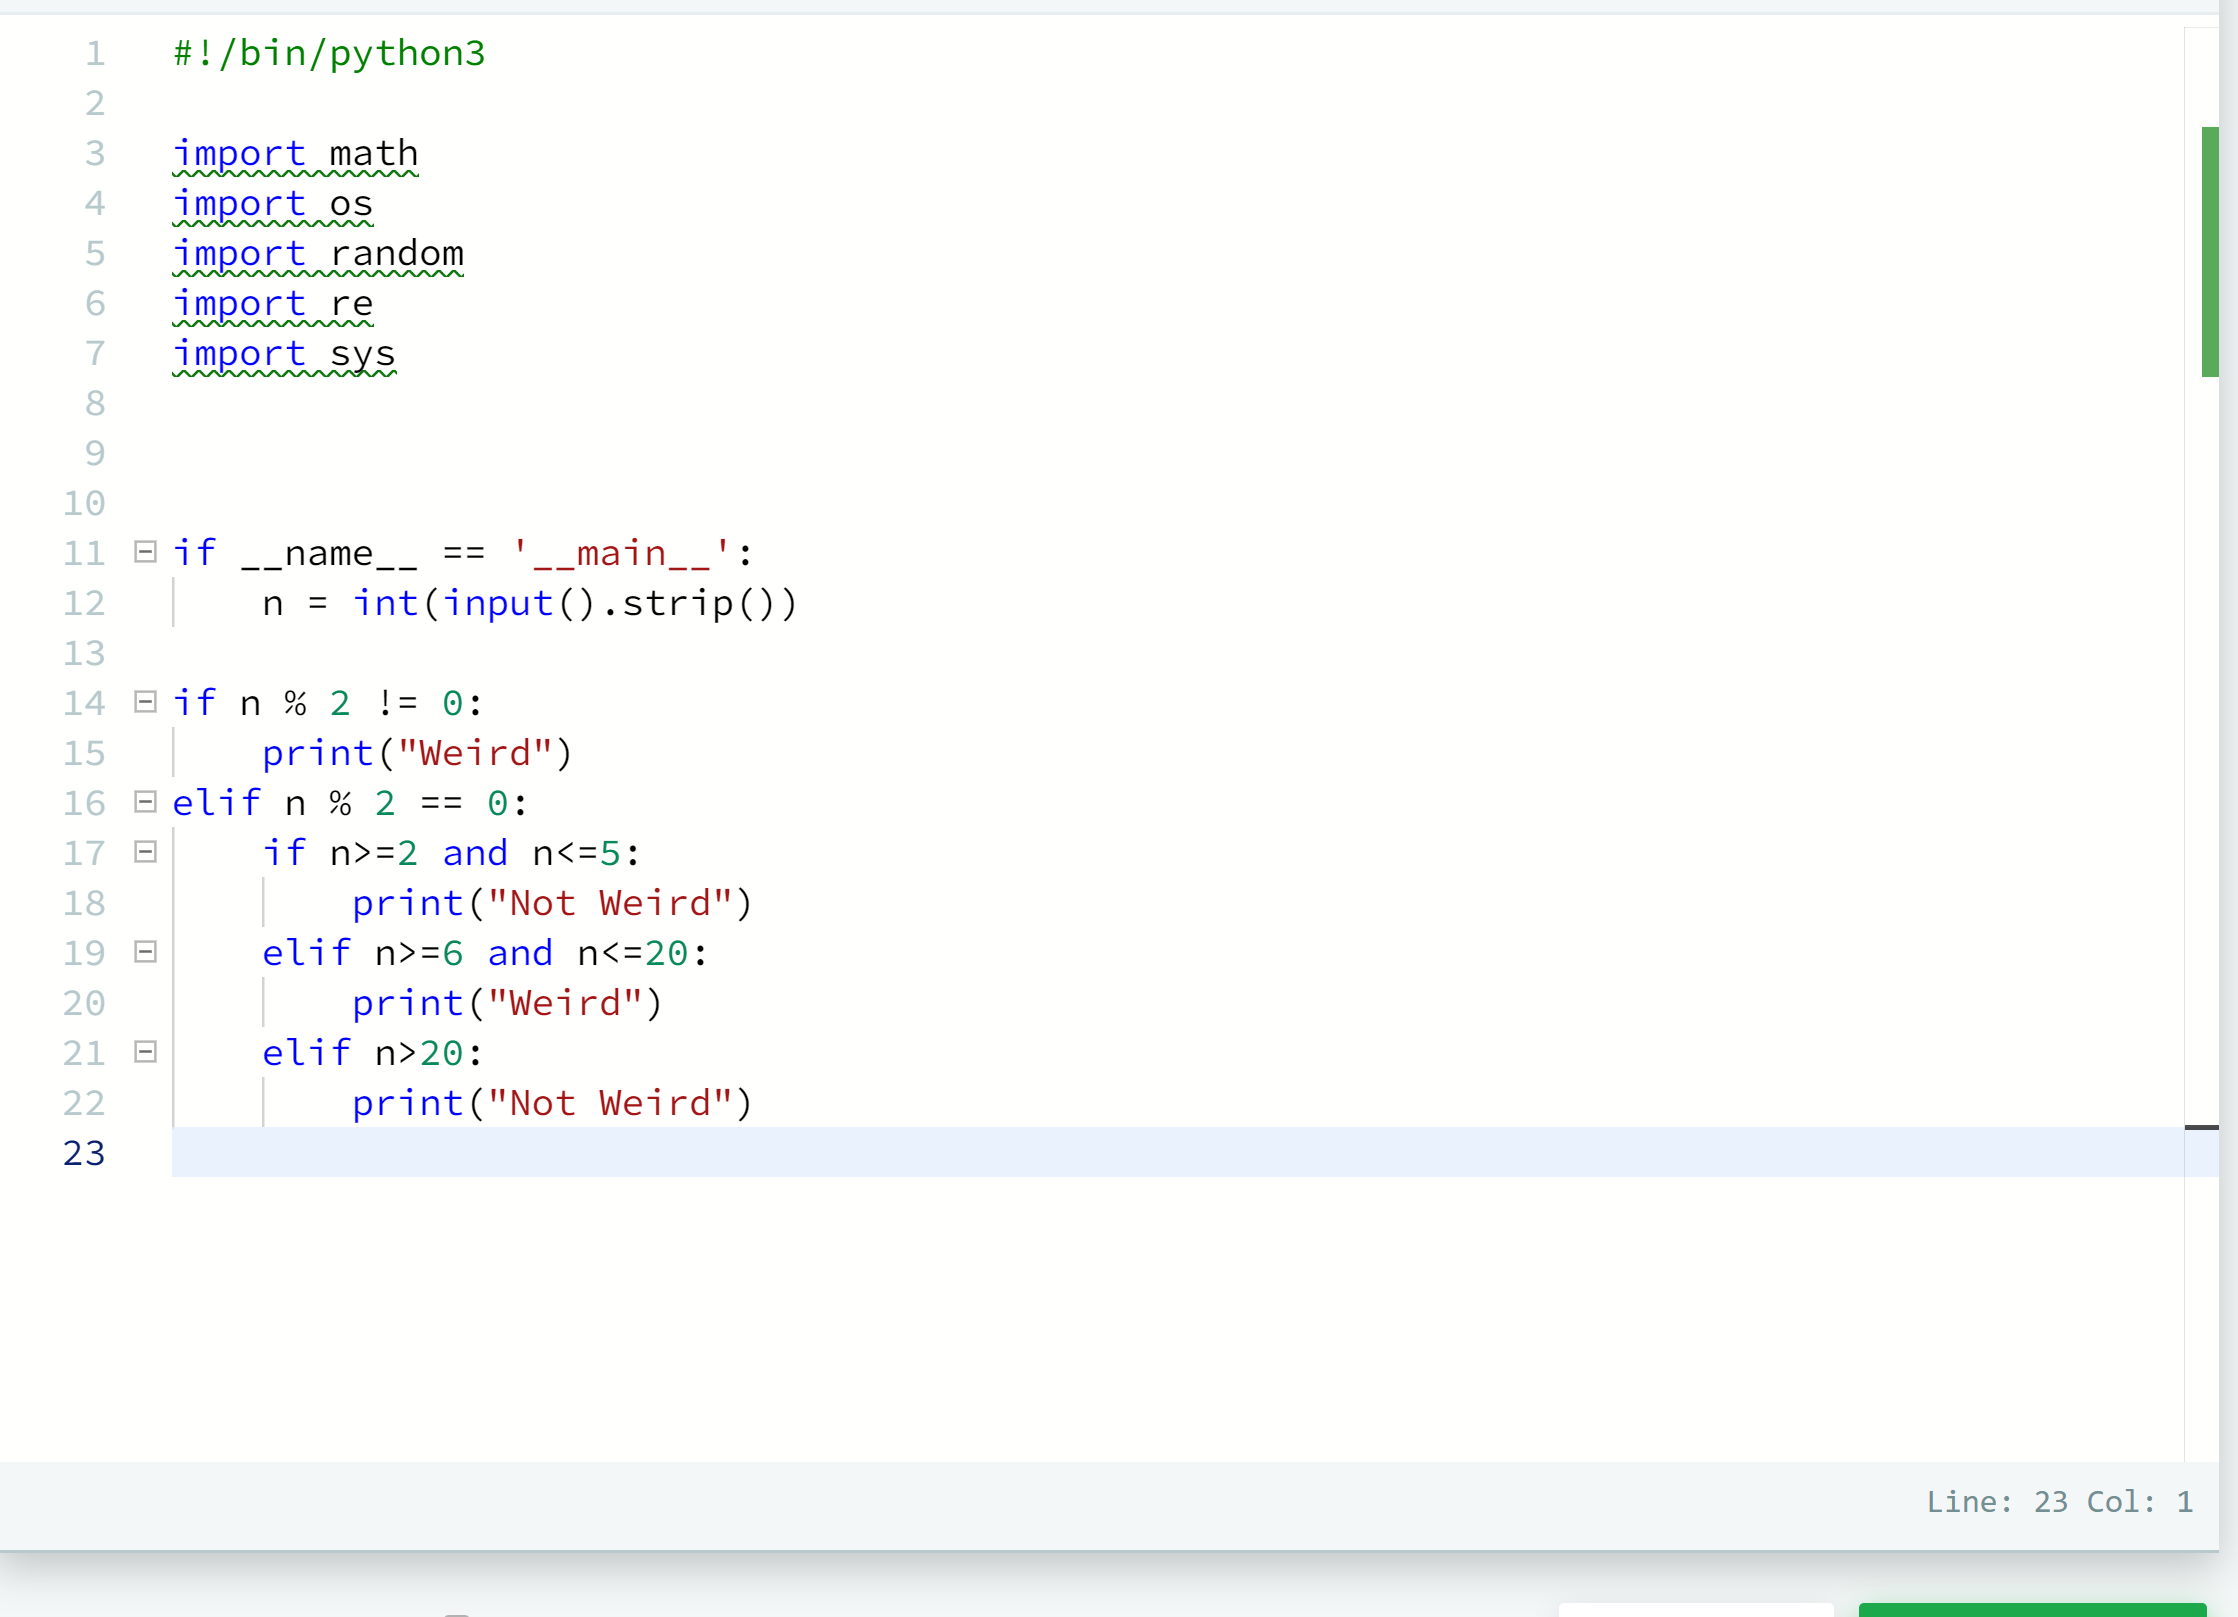 1 #!/bin/python3
2
3 import math
4 import os
5 import random
6 import re
7 import sys
8
9
10
11 if __name__ == '__main__':
12     n = int(input().strip())
13
14 if n % 2 != 0:
15     print("Weird")
16 elif n % 2 == 0:
17     if n>=2 and n<=5:
18         print("Not Weird")
19     elif n>=6 and n<=20:
20         print("Weird")
21     elif n>20:
22         print("Not Weird")
23
Line: 23 Col: 1